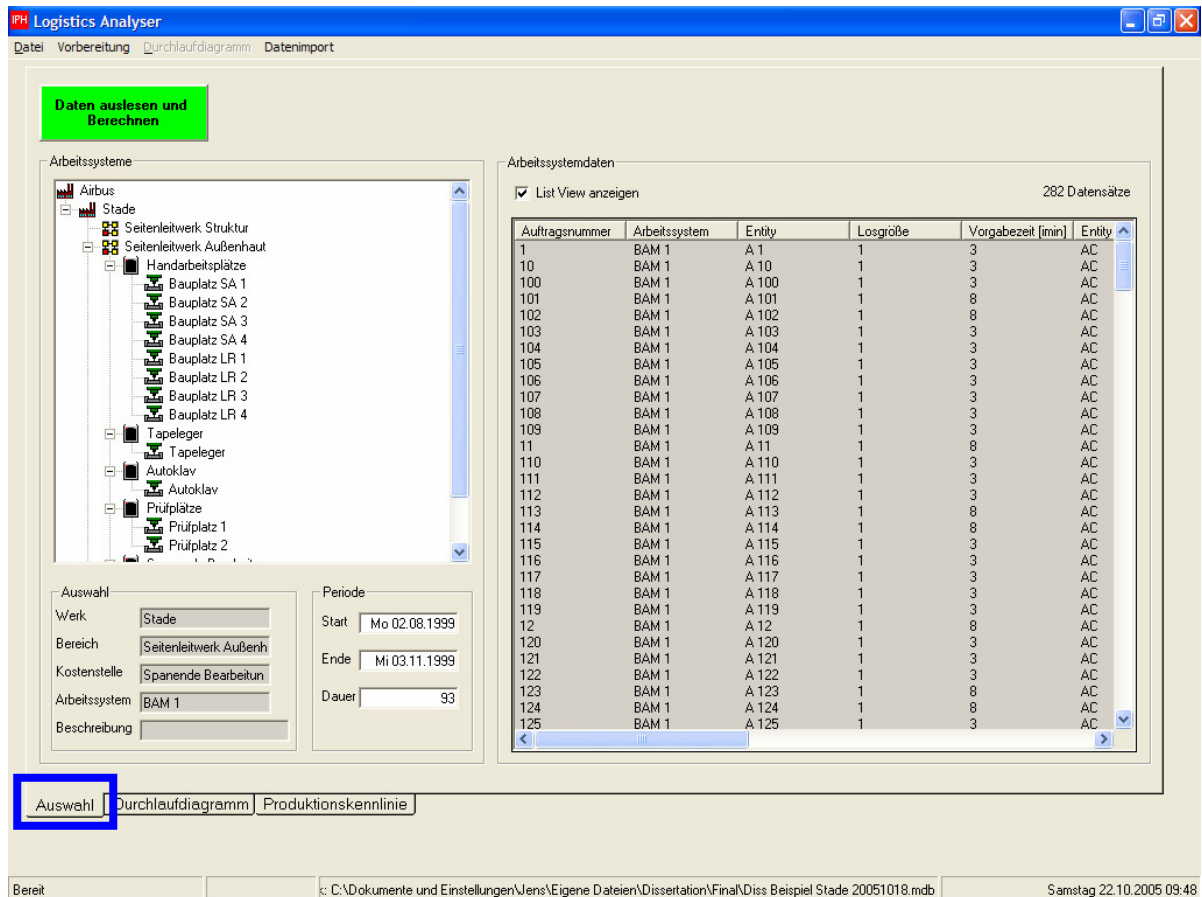 IPH Logistics Analyser
Datei Vorbereitung Durchlaufdiagramm Datenimport
Daten auslesen und
Berechnen
Arbeitssysteme
Airbus
Stade
Seitenleitwerk Struktur
Seitenleitwerk Außenhaut
Handarbeitsplätze
Bauplatz SA 1
Bauplatz SA 2
Bauplatz SA 3
Bauplatz SA 4
Bauplatz LR 1
Bauplatz LR 2
Bauplatz LR 3
Bauplatz LR 4
Tapeleger
Tapeleger
Autoklav
Autoklav
Prüfplätze
Prüfplatz 1
Prüfplatz 2
Auswahl
Werk Stade
Bereich Seitenleitwerk Außenh
Kostenstelle Spanende Bearbeitun
Arbeitssystem BAM 1
Beschreibung
Periode
Start Mo 02.08.1999
Ende Mi 03.11.1999
Dauer 93
Arbeitssystemdaten
List View anzeigen 282 Datensätze
Auftragsnummer Arbeitssystem Entity Losgröße Vorgabezeit [imin] Entity
1 BAM 1 A 1 1 3 AC
10 BAM 1 A 10 1 3 AC
100 BAM 1 A 100 1 3 AC
101 BAM 1 A 101 1 8 AC
102 BAM 1 A 102 1 8 AC
103 BAM 1 A 103 1 3 AC
104 BAM 1 A 104 1 3 AC
105 BAM 1 A 105 1 3 AC
106 BAM 1 A 106 1 3 AC
107 BAM 1 A 107 1 3 AC
108 BAM 1 A 108 1 3 AC
109 BAM 1 A 109 1 3 AC
11 BAM 1 A 11 1 8 AC
110 BAM 1 A 110 1 3 AC
111 BAM 1 A 111 1 3 AC
112 BAM 1 A 112 1 3 AC
113 BAM 1 A 113 1 8 AC
114 BAM 1 A 114 1 8 AC
115 BAM 1 A 115 1 3 AC
116 BAM 1 A 116 1 3 AC
117 BAM 1 A 117 1 3 AC
118 BAM 1 A 118 1 3 AC
119 BAM 1 A 119 1 3 AC
12 BAM 1 A 12 1 8 AC
120 BAM 1 A 120 1 3 AC
121 BAM 1 A 121 1 3 AC
122 BAM 1 A 122 1 3 AC
123 BAM 1 A 123 1 8 AC
124 BAM 1 A 124 1 8 AC
125 BAM 1 A 125 1 3 AC
Auswahl Durchlaufdiagramm Produktionskennlinie
Bereit k: C:\Dokumente und Einstellungen\Jens\Eigene Dateien\Dissertation\Final\Diss Beispiel Stade 20051018.mdb Samstag 22.10.2005 09:48